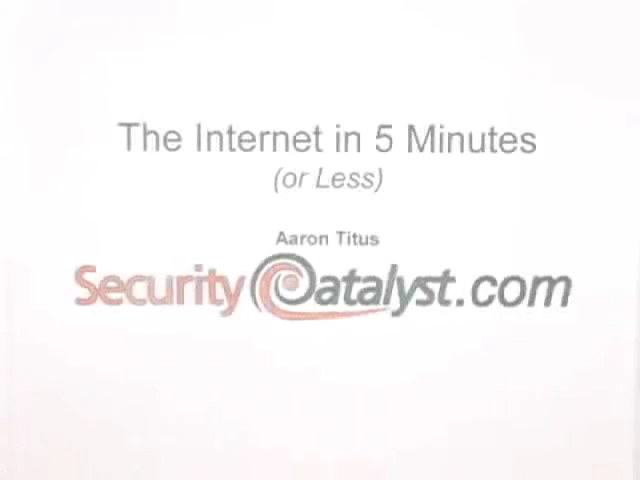 The Internet in 5 Minutes
(or Less)
Aaron Titus
SecurityCatalyst.com